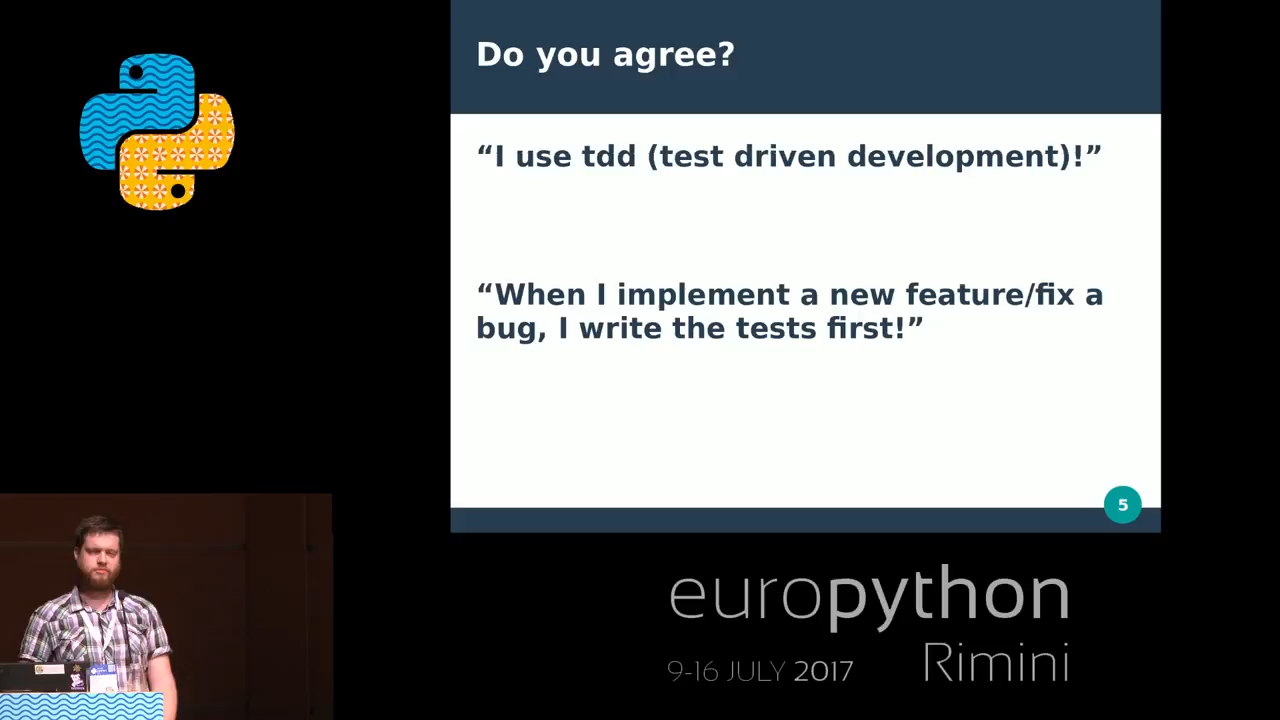 Do you agree?
“I use tdd (test driven development)!”
“When I implement a new feature/fix a
bug, I write the tests first!”
5
europython
Rimini
9-16 JULY 2017